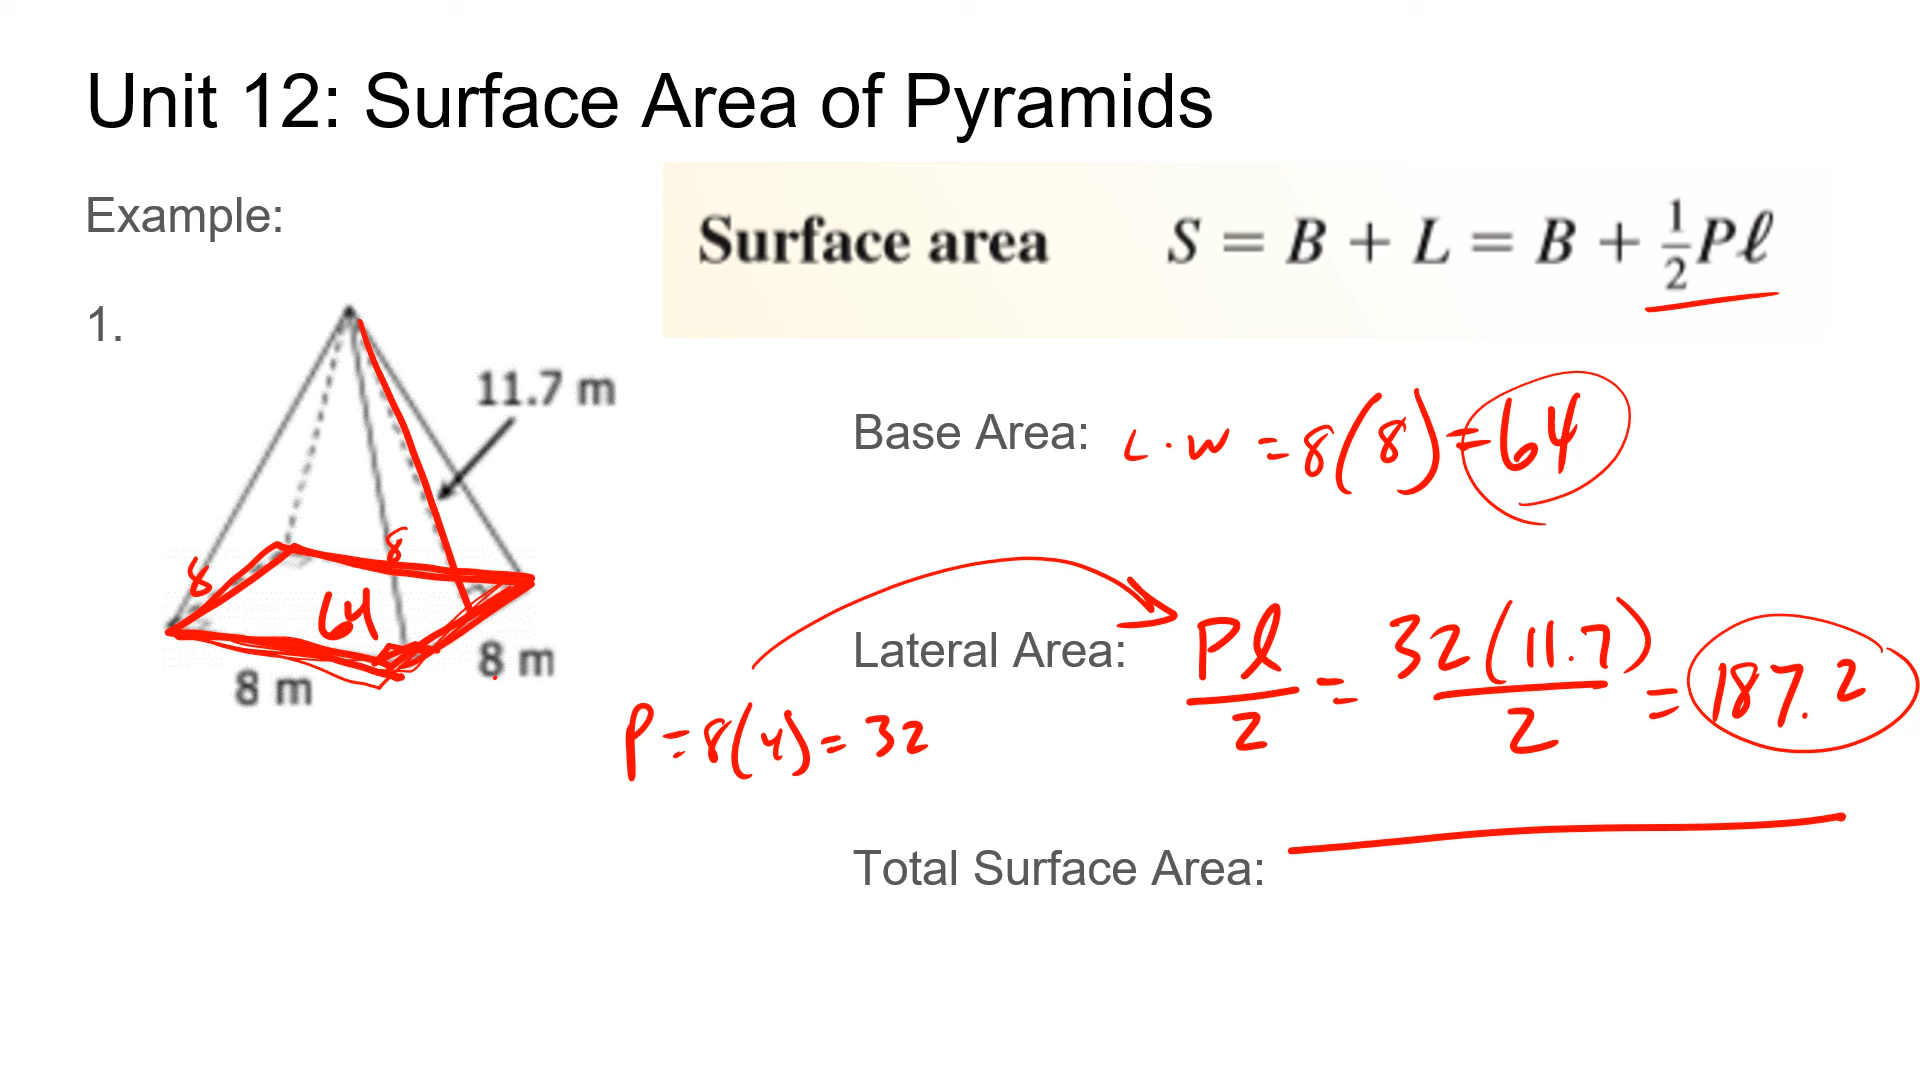 Unit 12: Surface Area of Pyramids
Example:
Surface area S = B + L = B + 1/2 Pℓ
1.
11.7 m
8
8
64
8 m
8 m
Base Area: L · W = 8(8) = 64
Lateral Area: Pℓ/2 = 32(11.7)/2 = 187.2
P = 8(4) = 32
Total Surface Area: